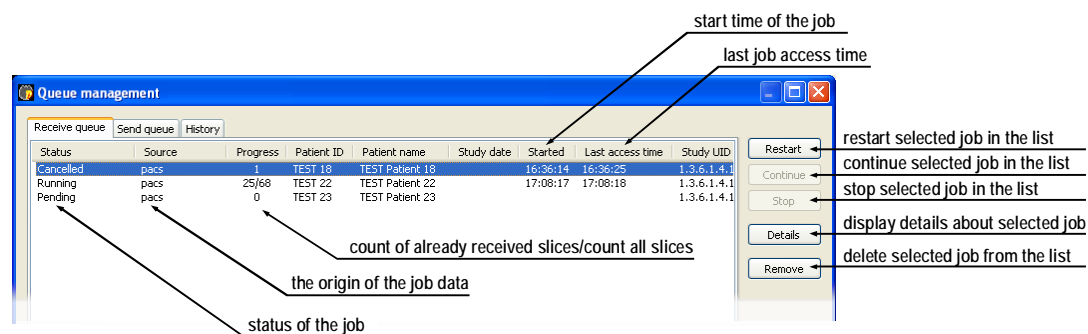 start time of the job
last job access time
Queue management
Receive queue Send queue History
Status Source Progress Patient ID Patient name Study date Started Last access time Study UID
Cancelled pacs 1 TEST 18 TEST Patient 18 16:36:14 16:36:25 1.3.6.1.4.1
Running pacs 25/68 TEST 22 TEST Patient 22 17:08:17 17:08:18 1.3.6.1.4.1
Pending pacs 0 TEST 23 TEST Patient 23 1.3.6.1.4.1
Restart restart selected job in the list
Continue continue selected job in the list
Stop stop selected job in the list
Details display details about selected job
Remove delete selected job from the list
count of already received slices/count all slices
the origin of the job data
status of the job